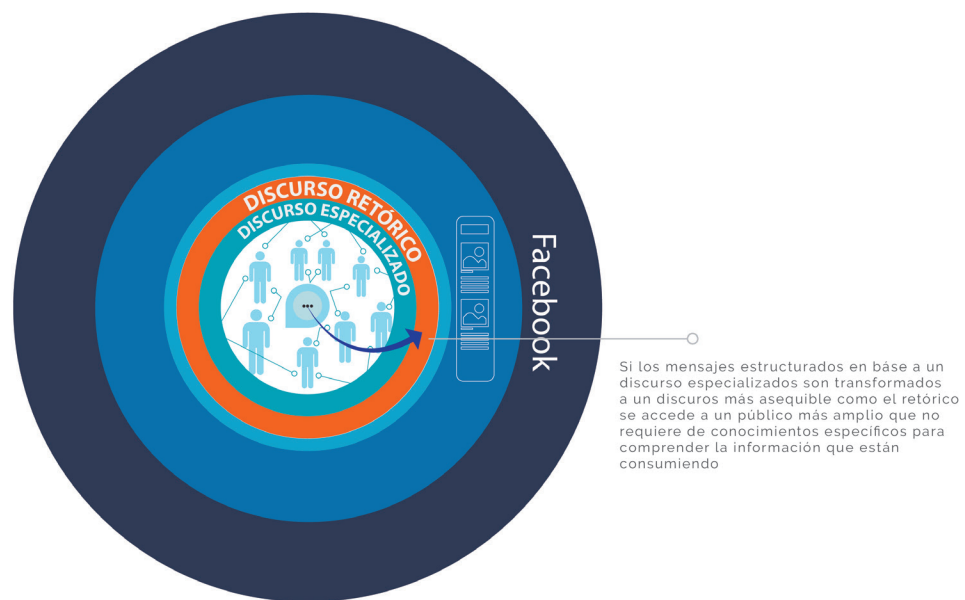 DISCURSO RETÓRICO
DISCURSO ESPECIALIZADO
Facebook
Si los mensajes estructurados en báse a un
discurso especializados son transformados
a un discuros más asequible como el retórico
se accede a un público más amplio que no
requiere de conocimientos específicos para
comprender la información que están
consumiendo